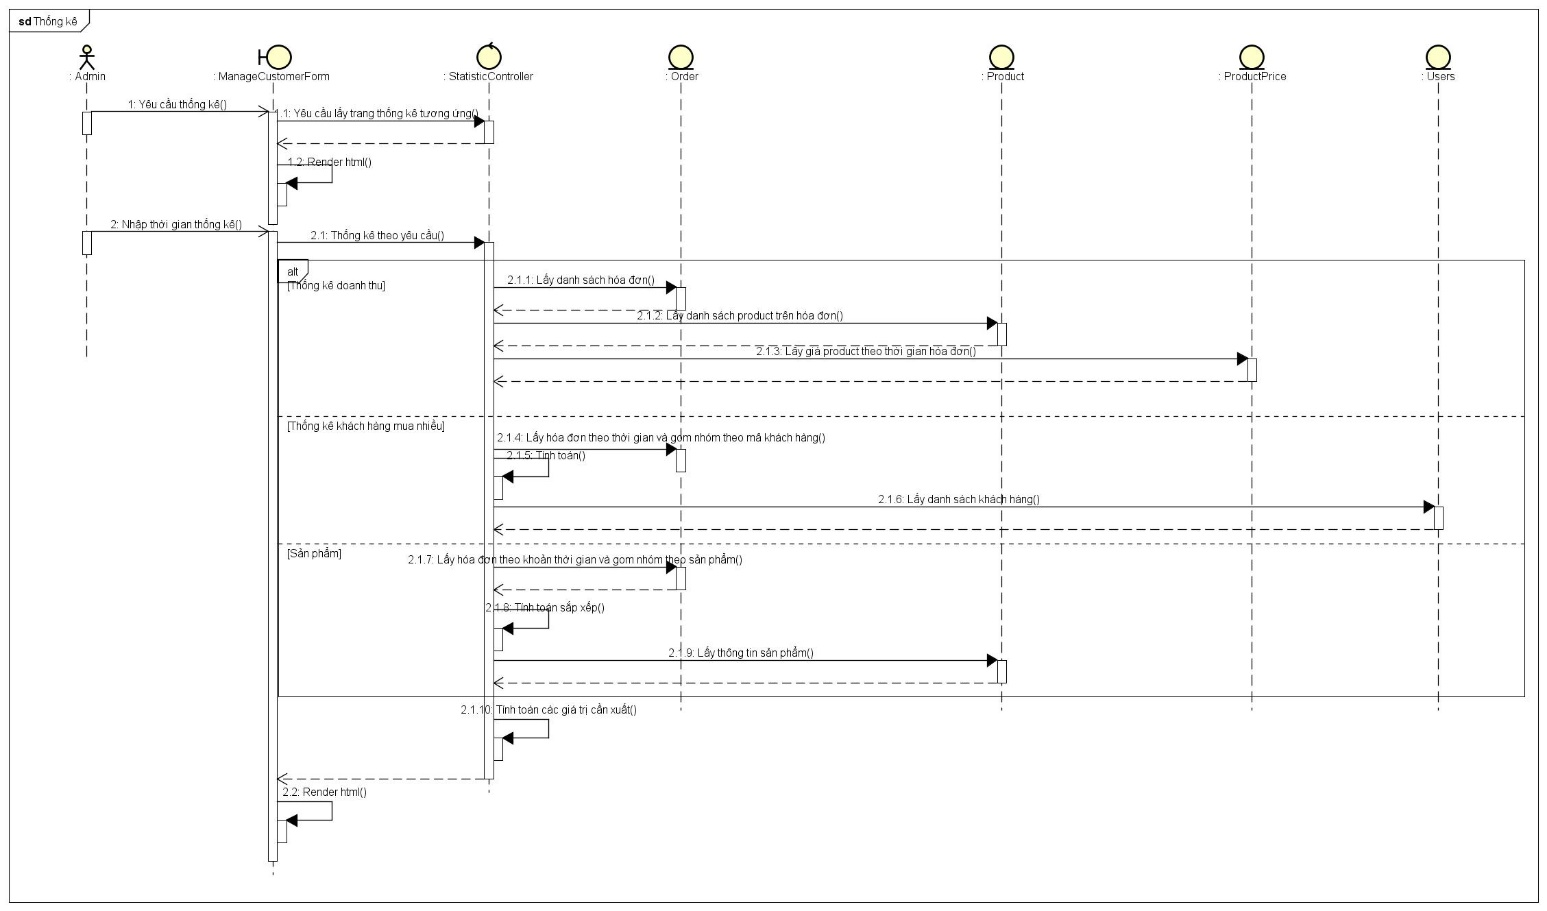 sd Thống kê
: Admin
: ManageCustomerForm
: StatisticController
: Order
: Product
: ProductPrice
: Users
1: Yêu cầu thống kê()
1.1: Yêu cầu lấy trang thống kê tương ứng()
1.2: Render html()
2: Nhập thời gian thống kê()
2.1: Thống kê theo yêu cầu()
alt
[Thống kê doanh thu]
2.1.1: Lấy danh sách hóa đơn()
2.1.2: Lấy danh sách product trên hóa đơn()
2.1.3: Lấy giá product theo thời gian hóa đơn()
[Thống kê khách hàng mua nhiều]
2.1.4: Lấy hóa đơn theo thời gian và gom nhóm theo mã khách hàng()
2.1.5: Tính toán()
2.1.6: Lấy danh sách khách hàng()
[Sản phẩm]
2.1.7: Lấy hóa đơn theo khoản thời gian và gom nhóm theo sản phẩm()
2.1.8: Tính toán sắp xếp()
2.1.9: Lấy thông tin sản phẩm()
2.1.10: Tính toán các giá trị cần xuất()
2.2: Render html()